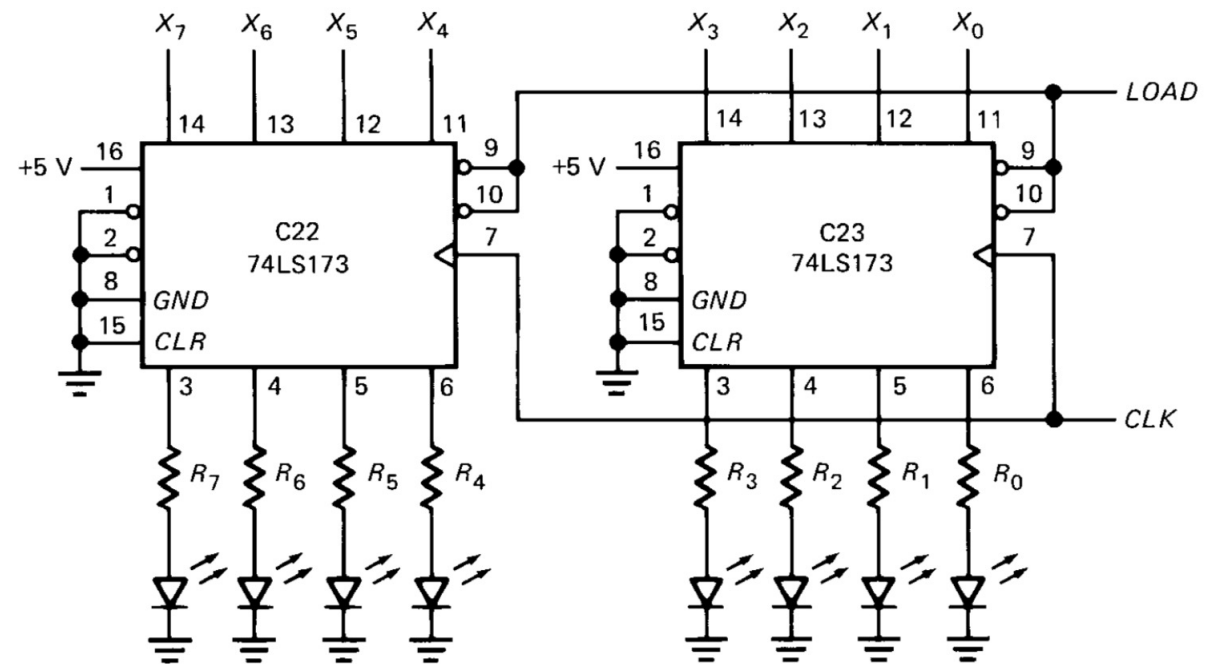 X7 X6 X5 X4 X3 X2 X1 X0
LOAD
14 13 12 11 14 13 12 11
+5 V 16 9 +5 V 16 9
1 10 1 10
2 C22 7 2 C23 7
74LS173 74LS173
8 GND 8 GND
15 CLR 15 CLR
3 4 5 6 3 4 5 6
CLK
R7 R6 R5 R4 R3 R2 R1 R0